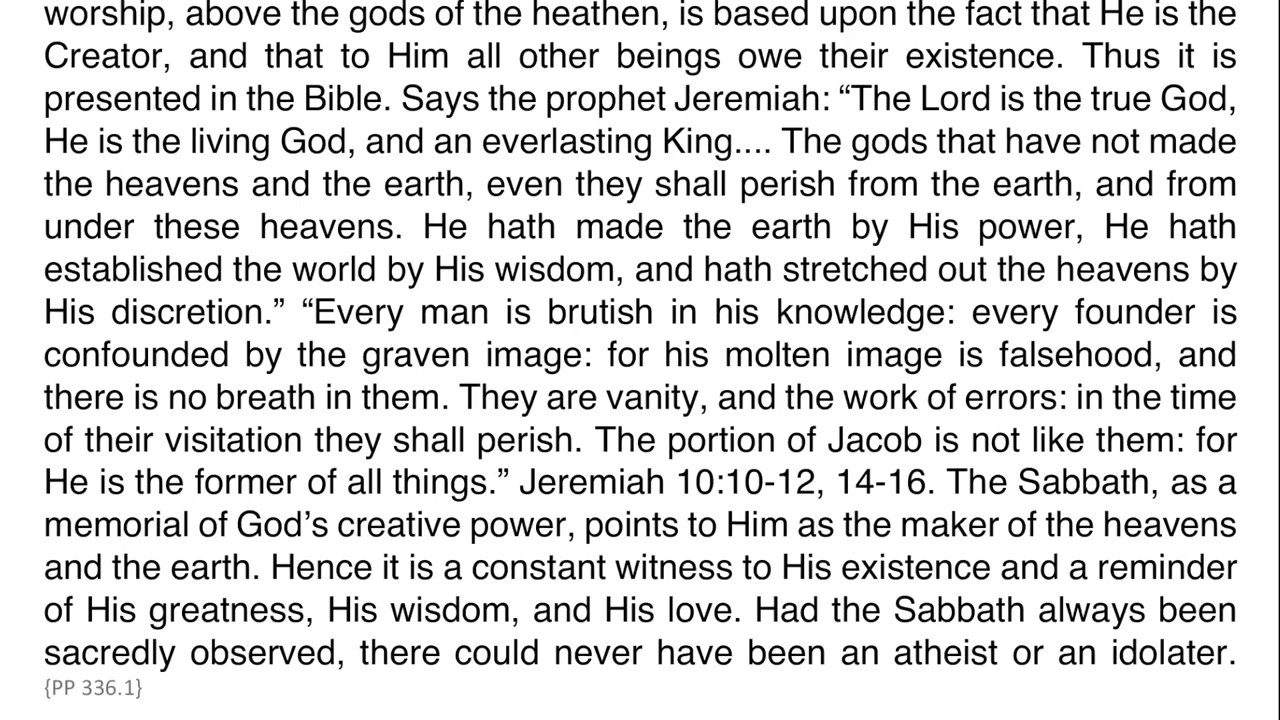 worship, above the gods of the heathen, is based upon the fact that He is the
Creator, and that to Him all other beings owe their existence. Thus it is
presented in the Bible. Says the prophet Jeremiah: “The Lord is the true God,
He is the living God, and an everlasting King.... The gods that have not made
the heavens and the earth, even they shall perish from the earth, and from
under these heavens. He hath made the earth by His power, He hath
established the world by His wisdom, and hath stretched out the heavens by
His discretion.” “Every man is brutish in his knowledge: every founder is
confounded by the graven image: for his molten image is falsehood, and
there is no breath in them. They are vanity, and the work of errors: in the time
of their visitation they shall perish. The portion of Jacob is not like them: for
He is the former of all things.” Jeremiah 10:10-12, 14-16. The Sabbath, as a
memorial of God’s creative power, points to Him as the maker of the heavens
and the earth. Hence it is a constant witness to His existence and a reminder
of His greatness, His wisdom, and His love. Had the Sabbath always been
sacredly observed, there could never have been an atheist or an idolater.
{PP 336.1}